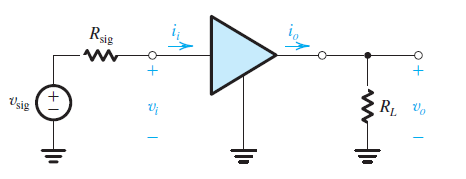 R_sig
i_i
i_o
+
+
v_sig
+
−
v_i
R_L
v_o
−
−